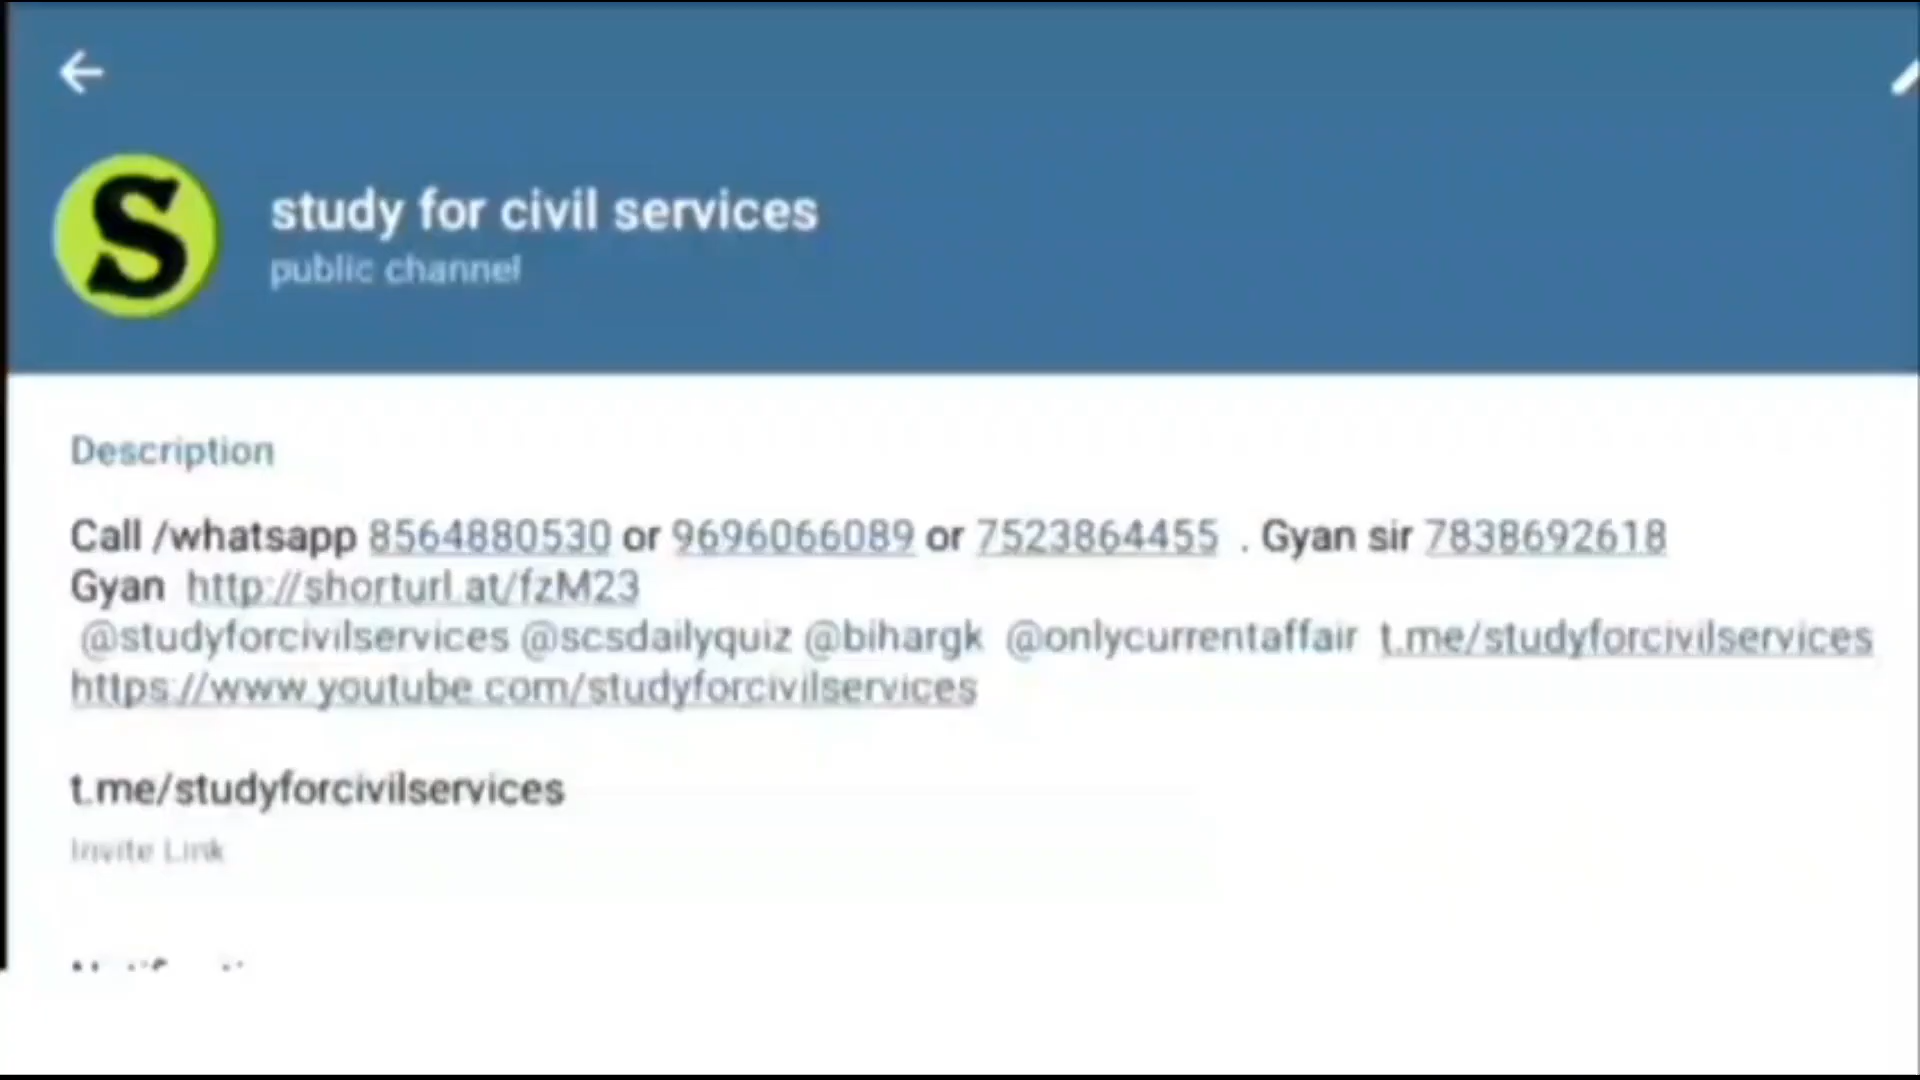 S
study for civil services
public channel
Description
Call /whatsapp 8564880530 or 9696066089 or 7523864455 . Gyan sir 7838692618
Gyan http://shorturl.at/fzM23
@studyforcivilservices @scsdailyquiz @bihargk @onlycurrentaffair t.me/studyforcivilservices
https://www.youtube.com/studyforcivilservices
t.me/studyforcivilservices
Invite Link